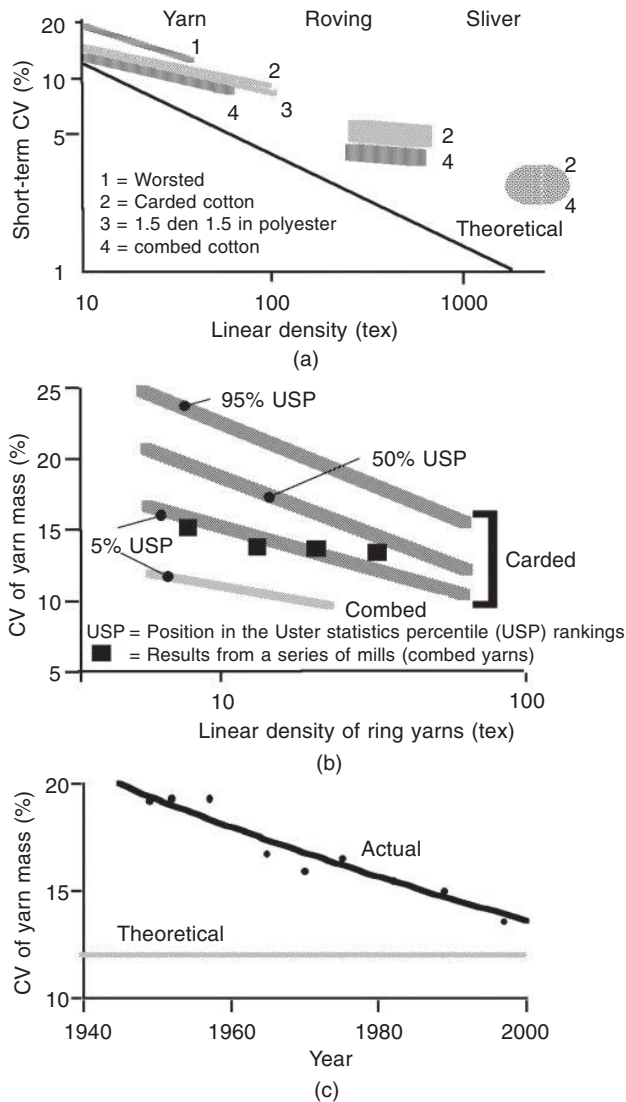 Yarn Roving Sliver
20
10
5
1
Short-term CV (%)
1
2
3
4
2
4
2
4
1 = Worsted
2 = Carded cotton
3 = 1.5 den 1.5 in polyester
4 = combed cotton
Theoretical
10 100 1000
Linear density (tex)
(a)
25
20
15
10
5
CV of yarn mass (%)
95% USP
50% USP
5% USP
Carded
Combed
USP = Position in the Uster statistics percentile (USP) rankings
= Results from a series of mills (combed yarns)
10 100
Linear density of ring yarns (tex)
(b)
20
15
10
CV of yarn mass (%)
Actual
Theoretical
1940 1960 1980 2000
Year
(c)